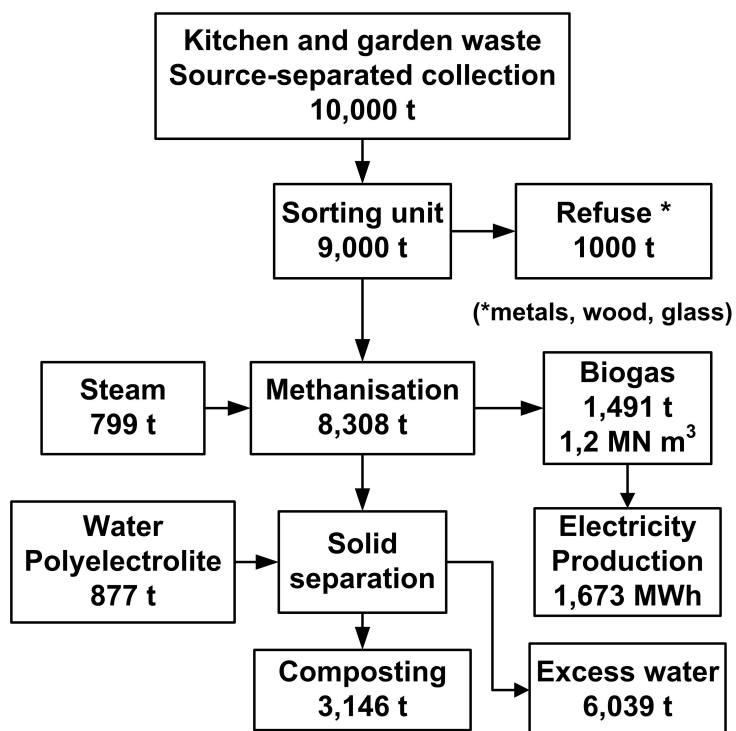 Kitchen and garden waste
Source-separated collection
10,000 t
Sorting unit
9,000 t
Refuse *
1000 t
(*metals, wood, glass)
Steam
799 t
Methanisation
8,308 t
Biogas
1,491 t
1,2 MN m³
Water
Polyelectrolite
877 t
Solid
separation
Electricity
Production
1,673 MWh
Composting
3,146 t
Excess water
6,039 t